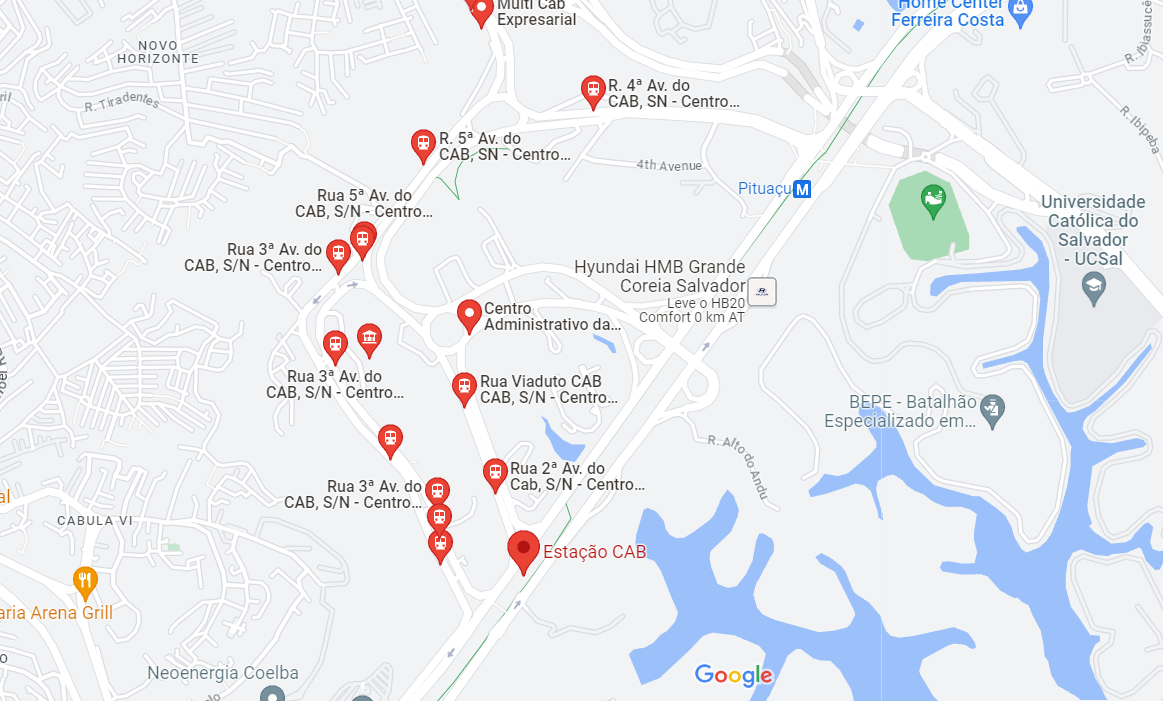 Multi Cab
Expresarial
Home Center
Ferreira Costa
NOVO
HORIZONTE
R. Tiradentes
R. Ibiassucê
R. Ibipeba
R. 4ª Av. do
CAB, SN - Centro...
R. 5ª Av. do
CAB, SN - Centro...
4th Avenue
Pituaçu M
Rua 5ª Av. do
CAB, S/N - Centro...
Universidade
Católica do
Salvador
- UCSal
Rua 3ª Av. do
CAB, S/N - Centro...
Hyundai HMB Grande
Coreia Salvador
Leve o HB20
Comfort 0 km AT
Centro
Administrativo da...
Rua 3ª Av. do
CAB, S/N - Centro...
Rua Viaduto CAB
CAB, S/N - Centro...
BEPE - Batalhão
Especializado em...
R. Alto do Andu
Rua 2ª Av. do
Cab, S/N - Centro...
Rua 3ª Av. do
CAB, S/N - Centro...
CABULA VI
Estação CAB
aria Arena Grill
Neoenergia Coelba
Google